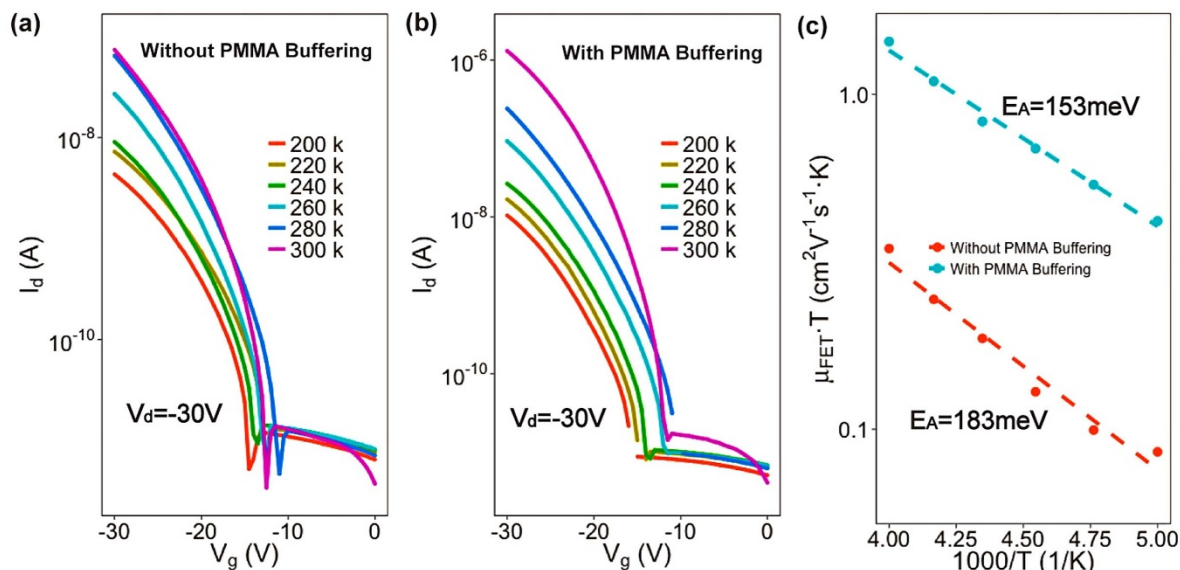 (a)
Without PMMA Buffering
10⁻⁸
10⁻¹⁰
I_d (A)
200 k
220 k
240 k
260 k
280 k
300 k
V_d=-30V
-30
-20
-10
0
V_g (V)
(b)
With PMMA Buffering
10⁻⁶
10⁻⁸
10⁻¹⁰
I_d (A)
200 k
220 k
240 k
260 k
280 k
300 k
V_d=-30V
-30
-20
-10
0
V_g (V)
(c)
1.0
0.1
μ_FET·T (cm²V⁻¹s⁻¹·K)
E_A=153meV
Without PMMA Buffering
With PMMA Buffering
E_A=183meV
4.00
4.25
4.50
4.75
5.00
1000/T (1/K)